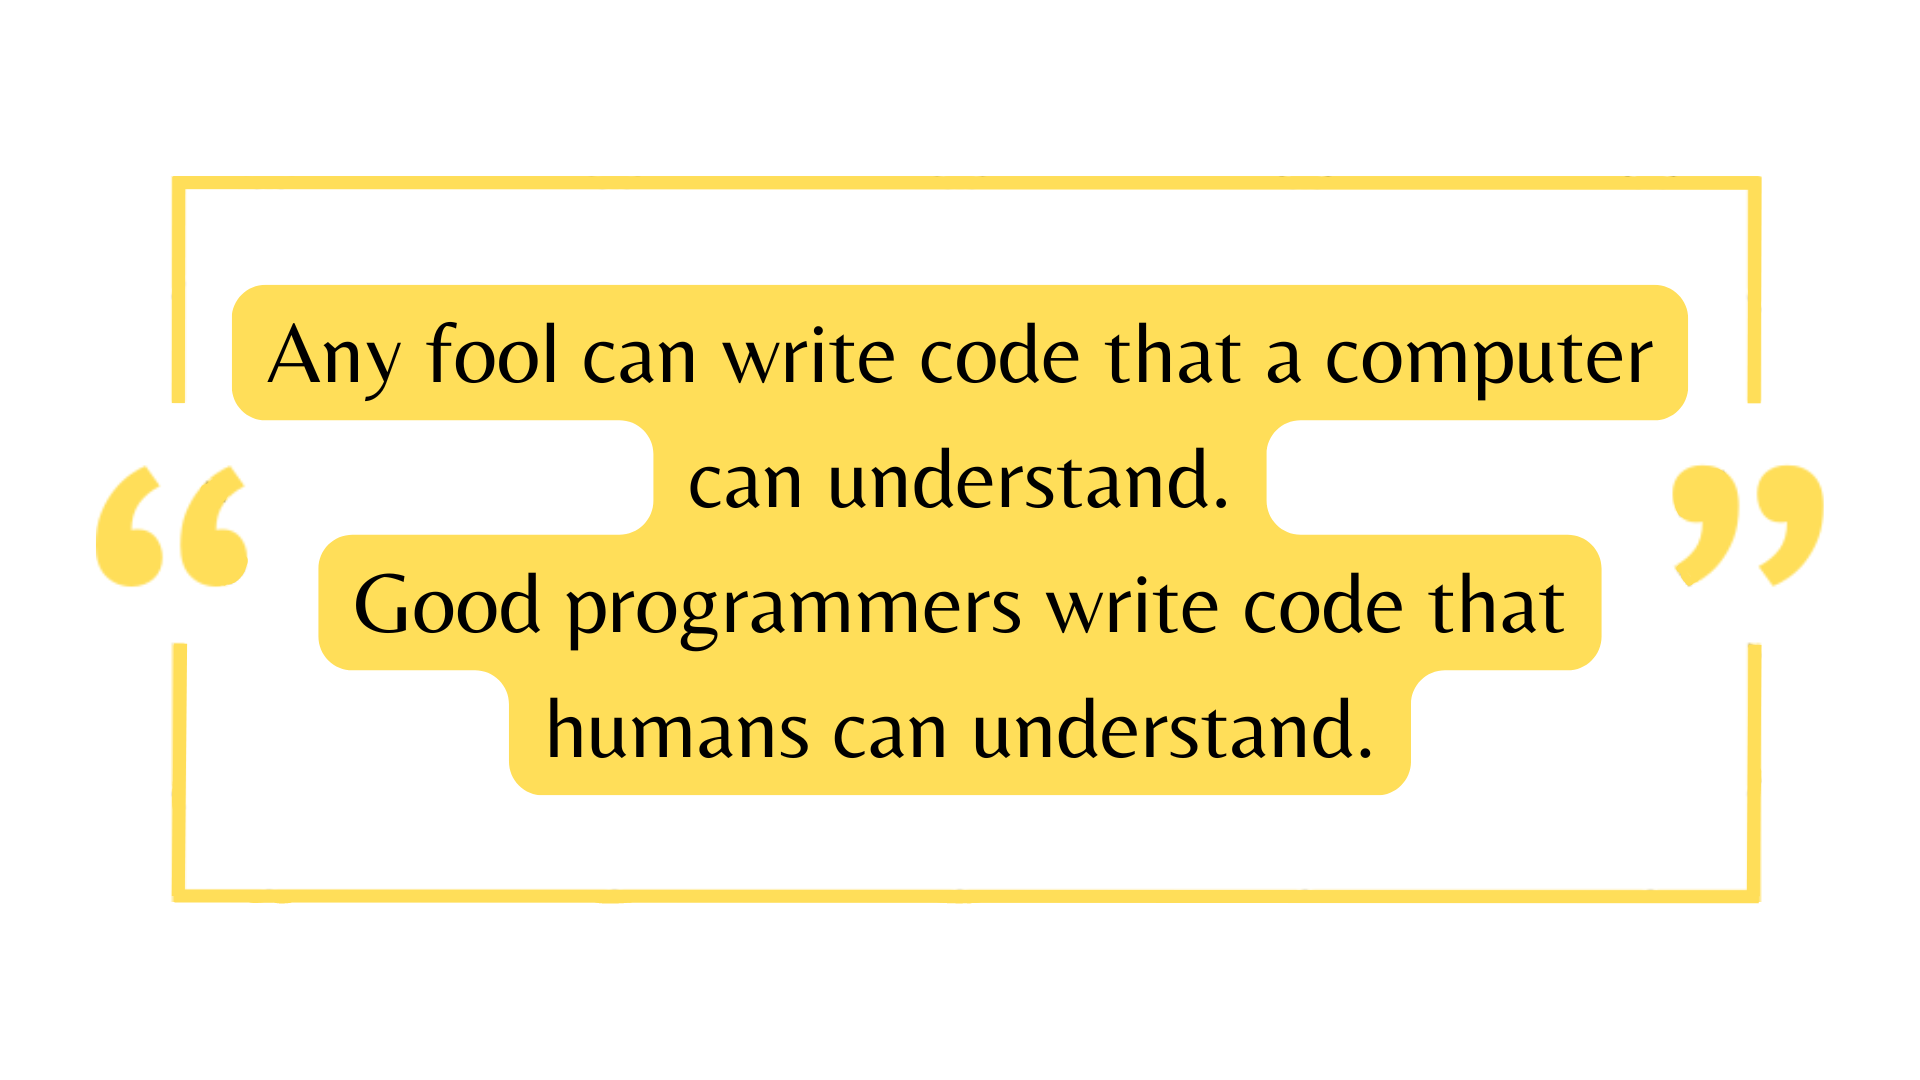 Any fool can write code that a computer
can understand.
Good programmers write code that
humans can understand.